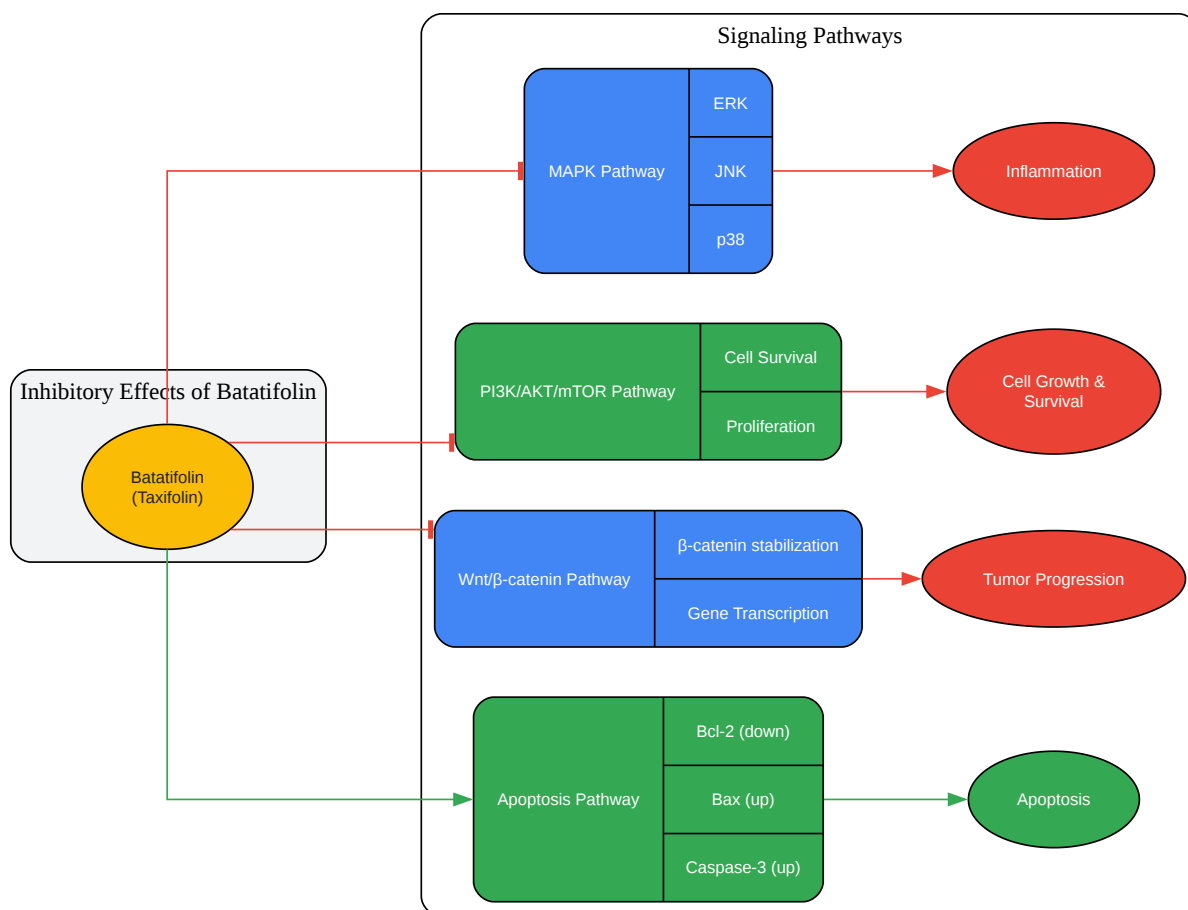 Signaling Pathways
MAPK Pathway
ERK
JNK
p38
Inflammation
Inhibitory Effects of Batatifolin
Batatifolin
(Taxifolin)
PI3K/AKT/mTOR Pathway
Cell Survival
Proliferation
Cell Growth &
Survival
Wnt/β-catenin Pathway
β-catenin stabilization
Gene Transcription
Tumor Progression
Apoptosis Pathway
Bcl-2 (down)
Bax (up)
Caspase-3 (up)
Apoptosis